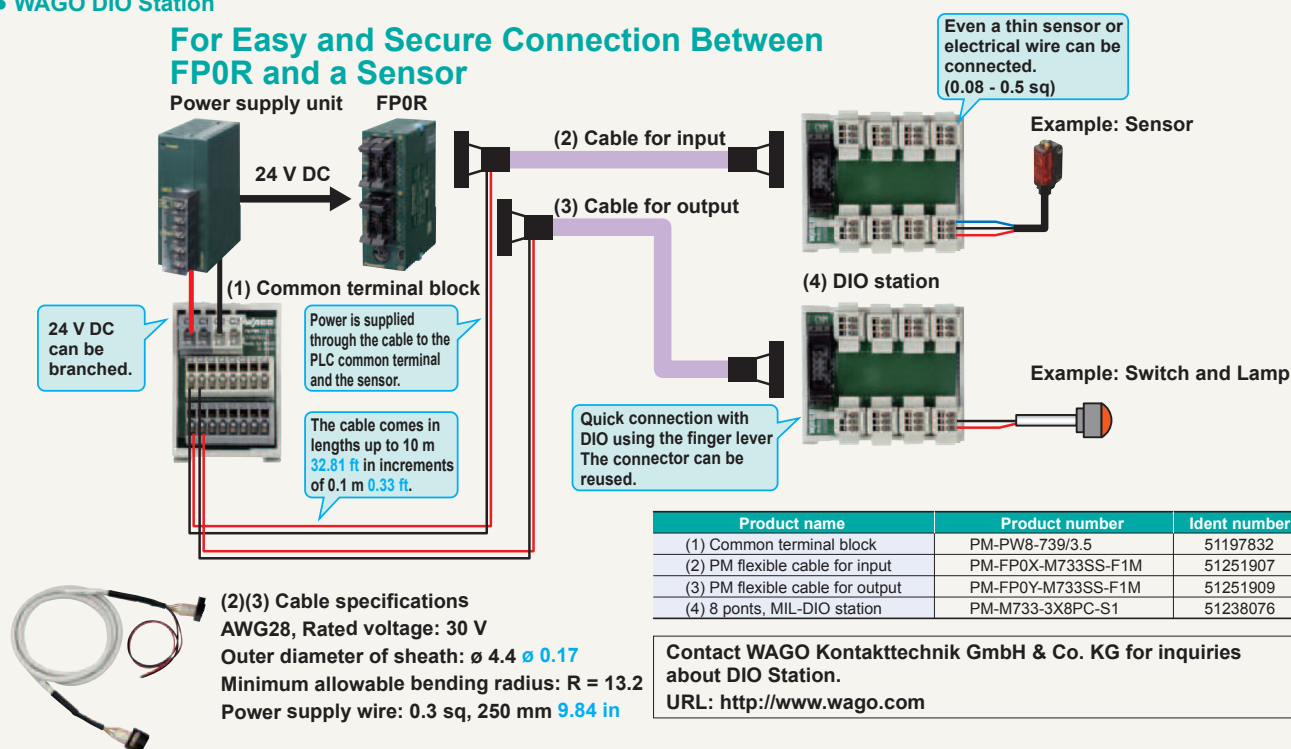 ● WAGO DIO Station
For Easy and Secure Connection Between
FP0R and a Sensor
Power supply unit
FP0R
24 V DC
(2) Cable for input
(3) Cable for output
Even a thin sensor or
electrical wire can be
connected.
(0.08 - 0.5 sq)
Example: Sensor
(1) Common terminal block
24 V DC
can be
branched.
Power is supplied
through the cable to the
PLC common terminal
and the sensor.
The cable comes in
lengths up to 10 m
32.81 ft in increments
of 0.1 m 0.33 ft.
(4) DIO station
Quick connection with
DIO using the finger lever
The connector can be
reused.
Example: Switch and Lamp
Product name Product number Ident number
(1) Common terminal block PM-PW8-739/3.5 51197832
(2) PM flexible cable for input PM-FP0X-M733SS-F1M 51251907
(3) PM flexible cable for output PM-FP0Y-M733SS-F1M 51251909
(4) 8 ponts, MIL-DIO station PM-M733-3X8PC-S1 51238076
(2)(3) Cable specifications
AWG28, Rated voltage: 30 V
Outer diameter of sheath: ø 4.4 ø 0.17
Minimum allowable bending radius: R = 13.2
Power supply wire: 0.3 sq, 250 mm 9.84 in
Contact WAGO Kontakttechnik GmbH & Co. KG for inquiries
about DIO Station.
URL: http://www.wago.com